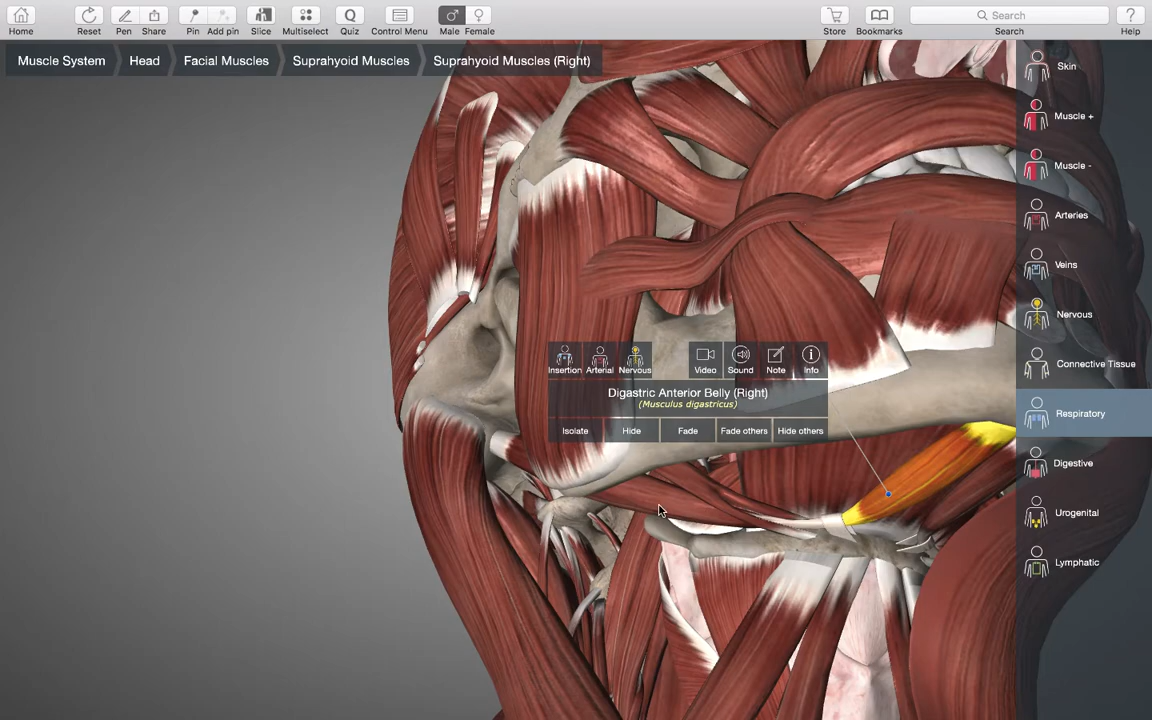 Home Reset Pen Share Pin Add pin Slice Multiselect Q Quiz Control Menu Male Female Store Bookmarks Search Search ? Help
Muscle System Head Facial Muscles Suprahyoid Muscles Suprahyoid Muscles (Right)
Skin
Muscle +
Muscle -
Arteries
Veins
Nervous
Connective Tissue
Respiratory
Digestive
Urogenital
Lymphatic
Insertion Arterial Nervous Video Sound Note Info
Digastric Anterior Belly (Right)
(Musculus digastricus)
Isolate Hide Fade Fade others Hide others